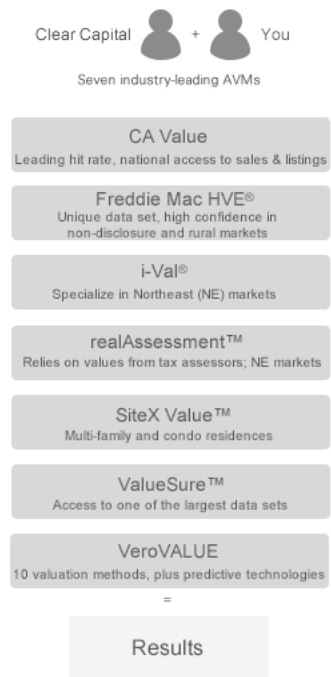 Clear Capital + You
Seven industry-leading AVMs
CA Value
Leading hit rate, national access to sales & listings
Freddie Mac HVE®
Unique data set, high confidence in
non-disclosure and rural markets
i-Val®
Specialize in Northeast (NE) markets
realAssessment™
Relies on values from tax assessors; NE markets
SiteX Value™
Multi-family and condo residences
ValueSure™
Access to one of the largest data sets
VeroVALUE
10 valuation methods, plus predictive technologies
=
Results